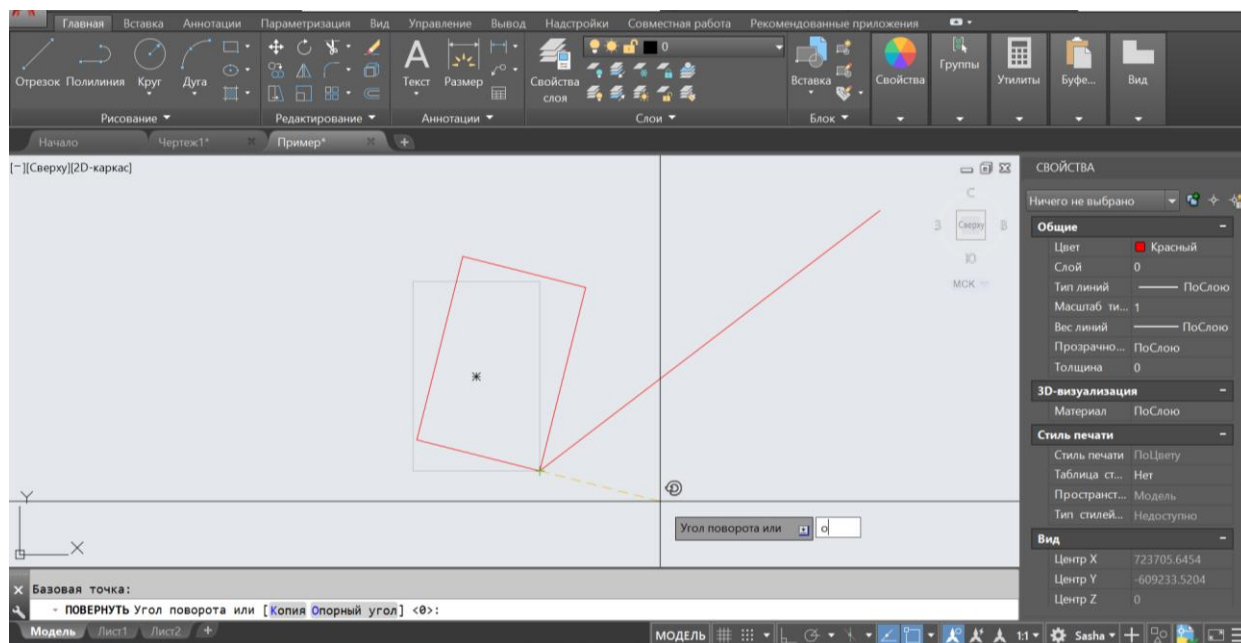 Главная Вставка Аннотации Параметризация Вид Управление Вывод Надстройки Совместная работа Рекомендованные приложения
0
Отрезок Полилиния Круг Дуга Текст Размер Свойства слоя Вставка Свойства Группы Утилиты Буфе... Вид
Рисование Редактирование Аннотации Слои Блок
Начало Чертеж1* Пример* +
[−][Сверху][2D-каркас]
С
З Сверху В
Ю
МСК
СВОЙСТВА
Ничего не выбрано
Общие
Цвет Красный
Слой 0
Тип линий ПоСлою
Масштаб ти... 1
Вес линий ПоСлою
Прозрачно... ПоСлою
Толщина 0
3D-визуализация
Материал ПоСлою
Стиль печати
Стиль печати ПоЦвету
Таблица ст... Нет
Пространст... Модель
Тип стилей... Недоступно
Вид
Центр X 723705.6454
Центр Y -609233.5204
Центр Z 0
Угол поворота или о
Y
X
Базовая точка:
- ПОВЕРНУТЬ Угол поворота или [Копия Опорный угол] <0>:
Модель Лист1 Лист2 +
МОДЕЛЬ 1:1 Sasha